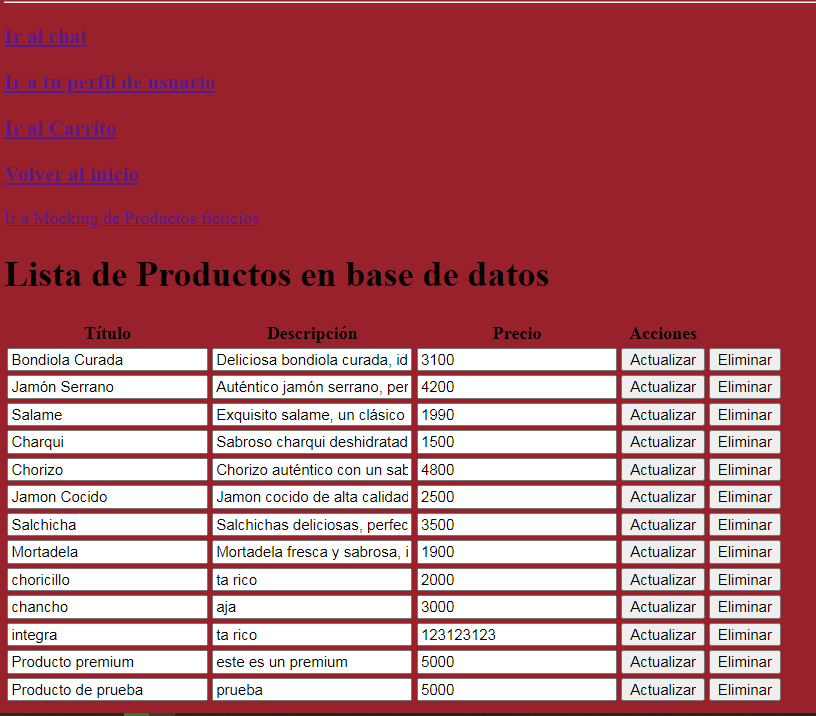 Ir al chat
Ir a tu perfil de usuario
Ir al Carrito
Volver al inicio
Ir a Mocking de Productos ficticios
Lista de Productos en base de datos
Título Descripción Precio Acciones
Bondiola Curada Deliciosa bondiola curada, id 3100 Actualizar Eliminar
Jamón Serrano Auténtico jamón serrano, per 4200 Actualizar Eliminar
Salame Exquisito salame, un clásico 1990 Actualizar Eliminar
Charqui Sabroso charqui deshidratad 1500 Actualizar Eliminar
Chorizo Chorizo auténtico con un sab 4800 Actualizar Eliminar
Jamon Cocido Jamon cocido de alta calidad 2500 Actualizar Eliminar
Salchicha Salchichas deliciosas, perfec 3500 Actualizar Eliminar
Mortadela Mortadela fresca y sabrosa, i 1900 Actualizar Eliminar
choricillo ta rico 2000 Actualizar Eliminar
chancho aja 3000 Actualizar Eliminar
integra ta rico 123123123 Actualizar Eliminar
Producto premium este es un premium 5000 Actualizar Eliminar
Producto de prueba prueba 5000 Actualizar Eliminar